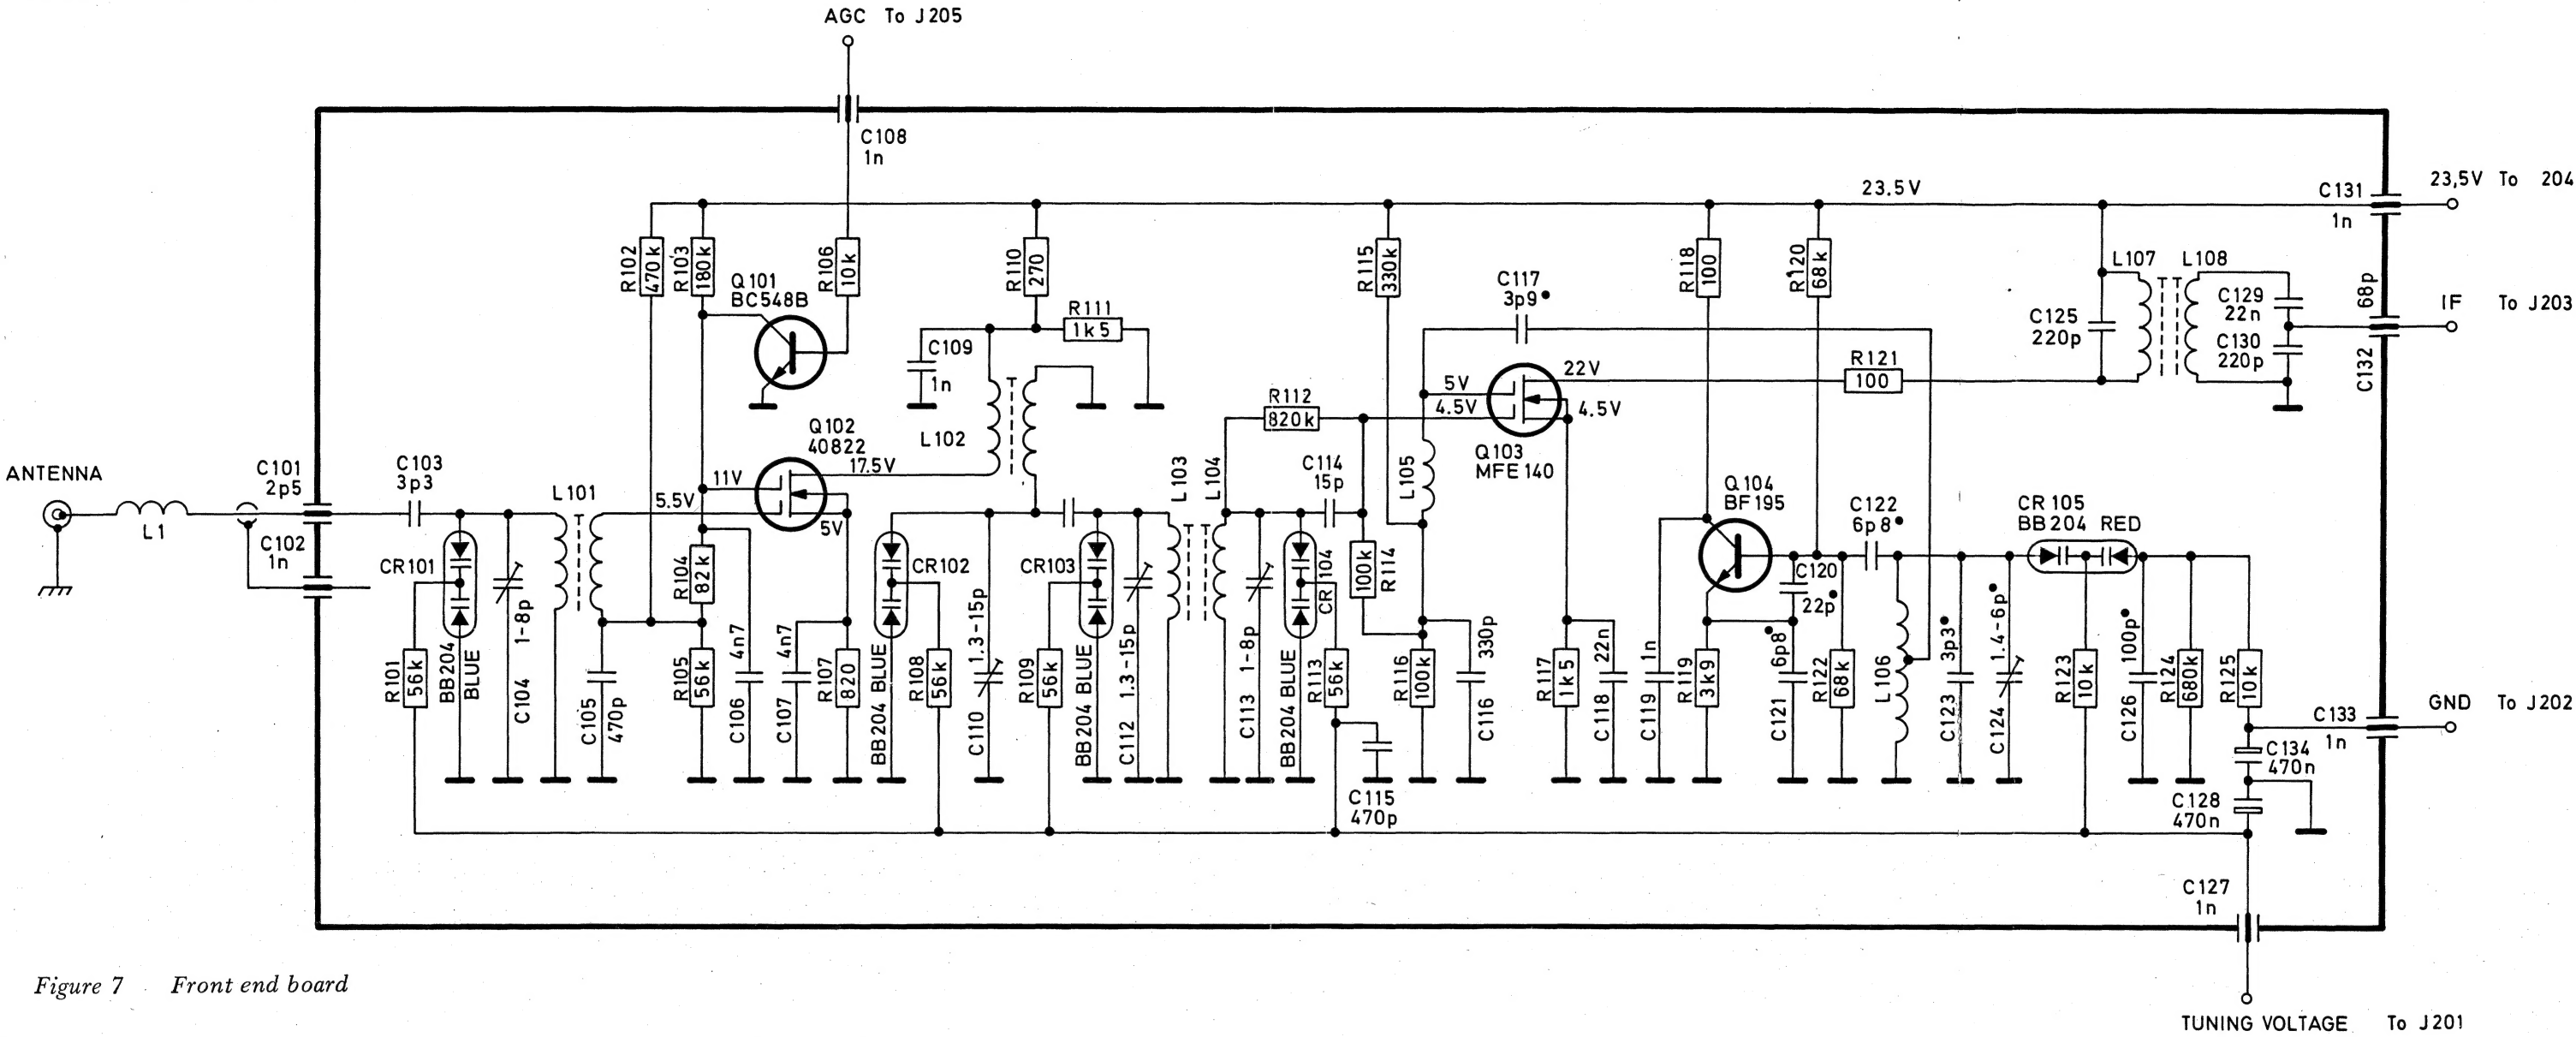 AGC To J205
C108
1n
23.5V
C131
1n
23,5V To 204
R102
470k
R103
180k
Q101
BC548B
R106
10k
R110
270
R111
1k5
C109
1n
R115
330k
C117
3p9
R118
100
R120
68k
L107
L108
C125
220p
C129
22n
C130
220p
68p
C132
IF To J203
L102
Q102
40822
17.5V
11V
5.5V
5V
R112
820k
5V
4.5V
22V
4.5V
Q103
MFE140
R121
100
ANTENNA
L1
C101
2p5
C102
1n
C103
3p3
L101
CR101
R104
82k
CR102
CR103
L103
L104
C114
15p
CR104
100k
R114
L105
Q104
BF195
C122
6p8
CR105
BB204 RED
C120
22p
R101
56k
BB204
BLUE
C104 1-8p
C105
470p
R105
56k
C106 4n7
C107 4n7
R107
820
BB204 BLUE
R108
56k
C110 1.3-15p
R109
56k
BB204 BLUE
C112 1.3-15p
C113 1-8p
BB204 BLUE
R113
56k
C115
470p
R116
100k
C116 330p
R117
1k5
C118 22n
C119 1n
R119
3k9
C121 6p8
R122
68k
L106
C123 3p3
C124 1.4-6p
R123
10k
C126 100p
R124
680k
R125
10k
C133
1n
GND To J202
C134
470n
C128
470n
C127
1n
Figure 7 Front end board
TUNING VOLTAGE To J201